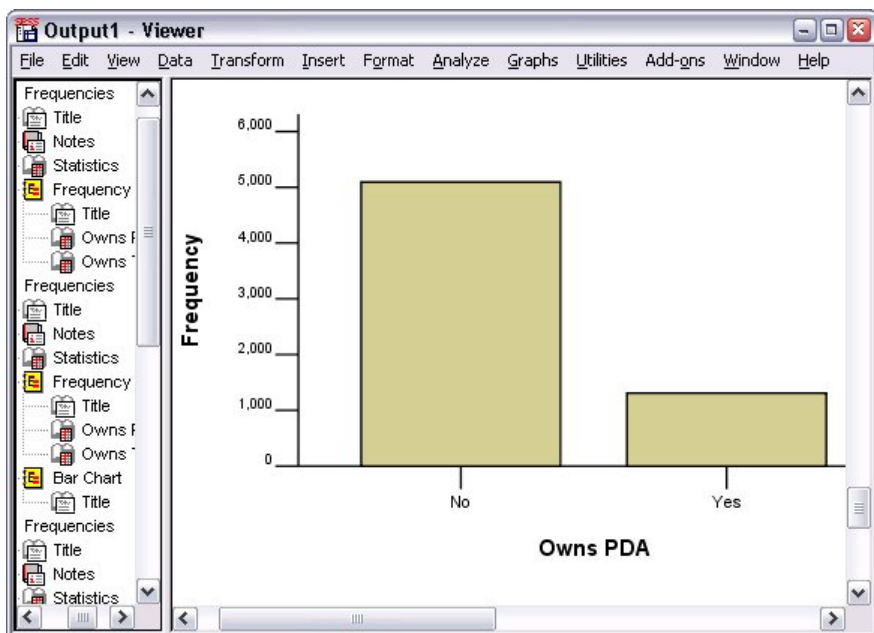 Output1 - Viewer
File Edit View Data Transform Insert Format Analyze Graphs Utilities Add-ons Window Help
Frequencies
Title
Notes
Statistics
Frequency
Title
Owns
Owns
Frequencies
Title
Notes
Statistics
Frequency
Title
Owns
Owns
Bar Chart
Title
Frequencies
Title
Notes
Statistics
6,000
5,000
4,000
3,000
2,000
1,000
0
Frequency
No Yes
Owns PDA